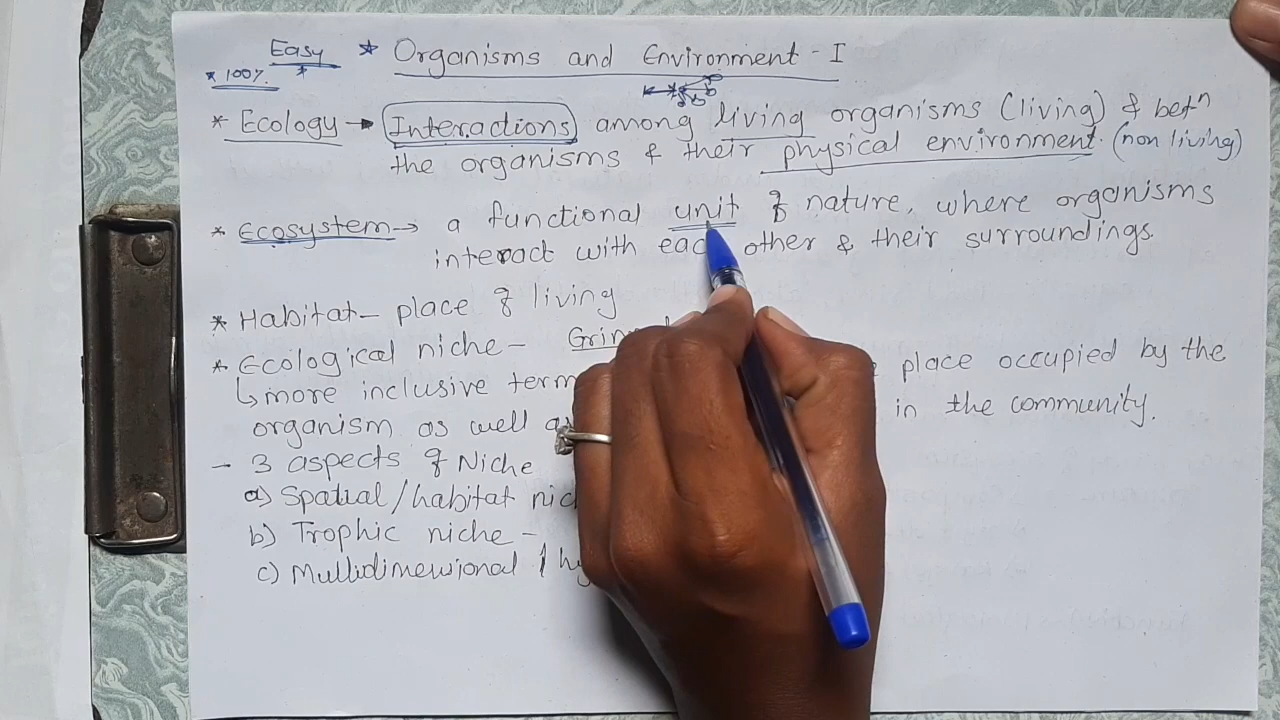 Easy * Organisms and Environment - I
* 100%.
* Ecology → Interactions among living organisms (living) & betⁿ
the organisms & their physical environment. (non living)
* Ecosystem → a functional unit of nature, where organisms
interact with each other & their surroundings.
* Habitat - place of living
* Ecological niche -
↳ more inclusive term place occupied by the
organism as well in the community.
- 3 aspects of Niche
a) Spatial/habitat
b) Trophic niche -
c) Multidimensional /